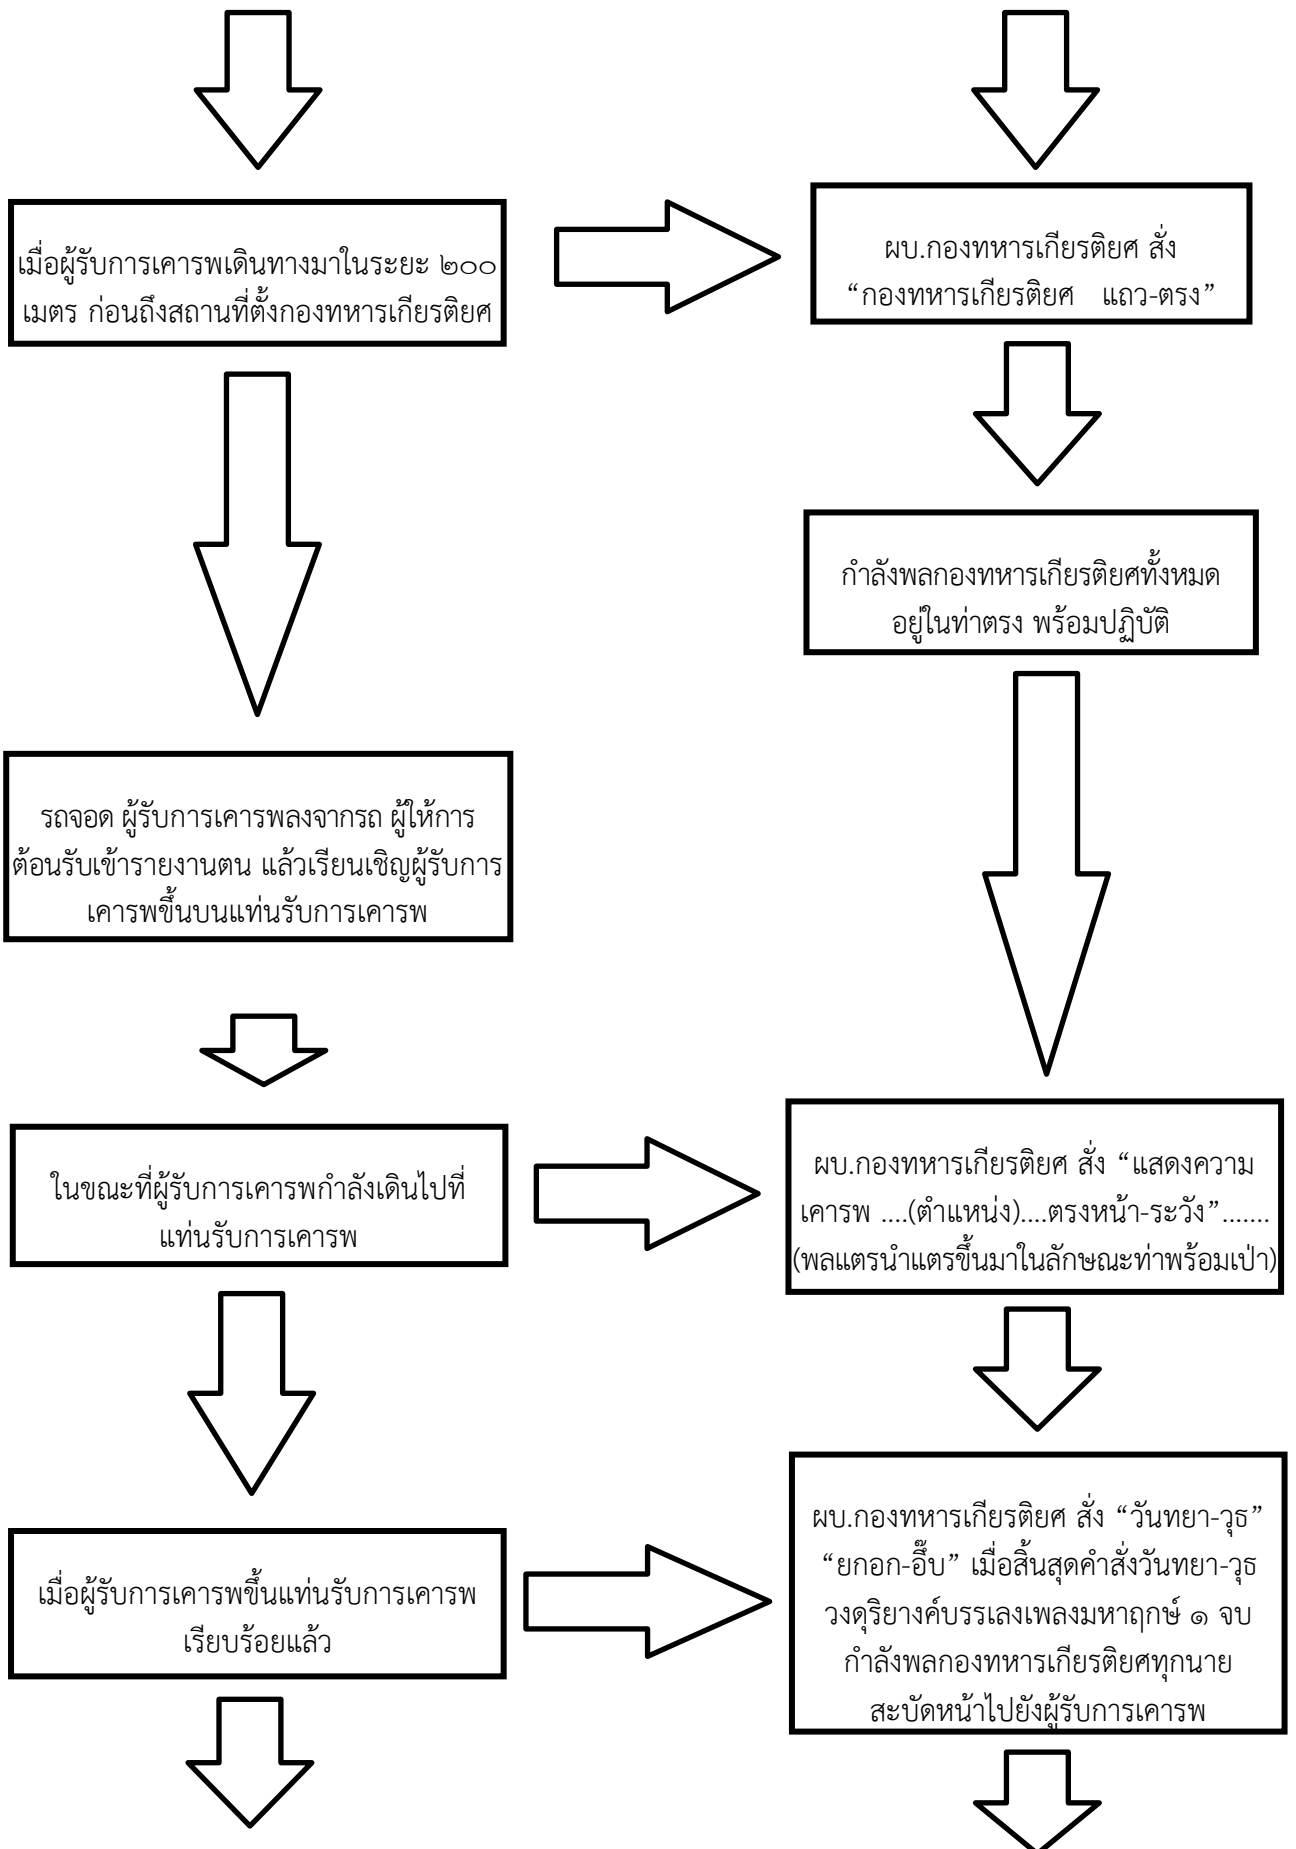 เมื่อผู้รับการเคารพเดินทางมาในระยะ ๒๐๐
เมตร ก่อนถึงสถานที่ตั้งกองทหารเกียรติยศ
ผบ.กองทหารเกียรติยศ สั่ง
“กองทหารเกียรติยศ แถว-ตรง”
กำลังพลกองทหารเกียรติยศทั้งหมด
อยู่ในท่าตรง พร้อมปฏิบัติ
รถจอด ผู้รับการเคารพลงจากรถ ผู้ให้การ
ต้อนรับเข้ารายงานตน แล้วเรียนเชิญผู้รับการ
เคารพขึ้นบนแท่นรับการเคารพ
ในขณะที่ผู้รับการเคารพกำลังเดินไปที่
แท่นรับการเคารพ
ผบ.กองทหารเกียรติยศ สั่ง “แสดงความ
เคารพ ....(ตำแหน่ง)....ตรงหน้า-ระวัง”.......
(พลแตรนำแตรขึ้นมาในลักษณะท่าพร้อมเป่า)
เมื่อผู้รับการเคารพขึ้นแท่นรับการเคารพ
เรียบร้อยแล้ว
ผบ.กองทหารเกียรติยศ สั่ง “วันทยา-วุธ”
“ยกอก-อึ๊บ” เมื่อสิ้นสุดคำสั่งวันทยา-วุธ
วงดุริยางค์บรรเลงเพลงมหาฤกษ์ ๑ จบ
กำลังพลกองทหารเกียรติยศทุกนาย
สะบัดหน้าไปยังผู้รับการเคารพ